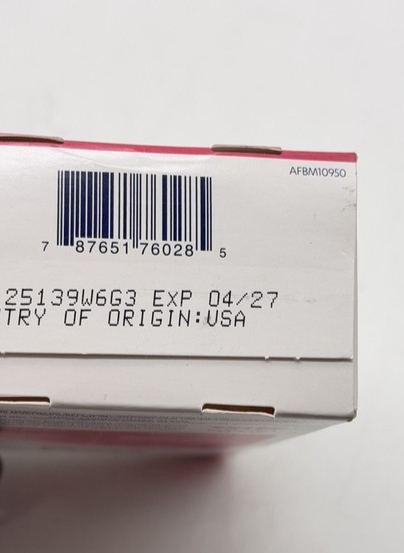 AFBM10950
7 87651 76028 5
25139W6G3 EXP 04/27
TRY OF ORIGIN:USA